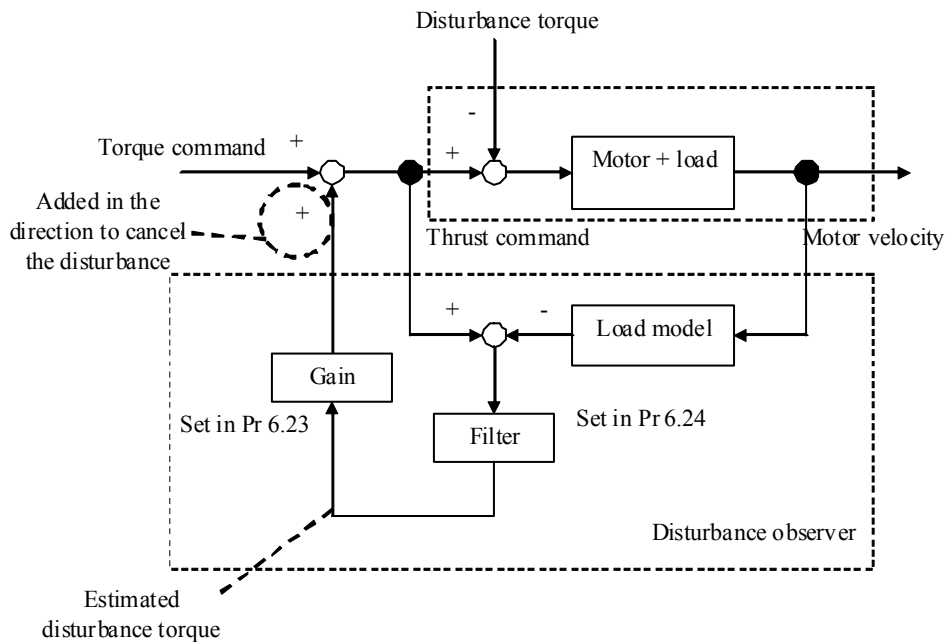 Disturbance torque
-
+
Torque command
+
Motor + load
Added in the
direction to cancel
the disturbance
+
Thrust command
Motor velocity
+
-
Load model
Gain
Set in Pr 6.23
Filter
Set in Pr 6.24
Disturbance observer
Estimated
disturbance torque